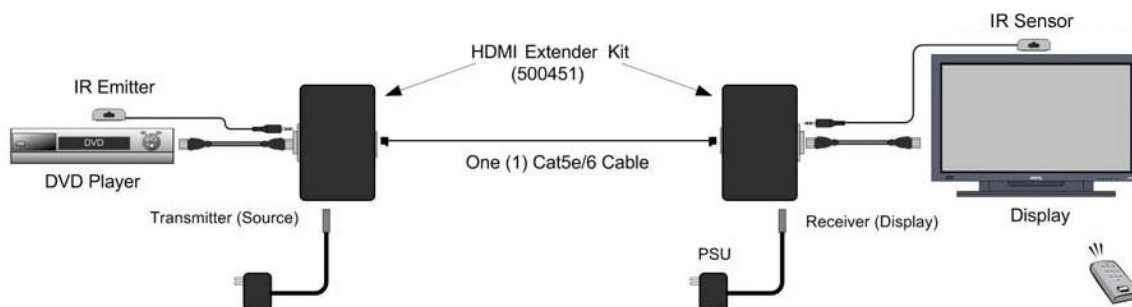 IR Sensor
HDMI Extender Kit
(500451)
IR Emitter
DVD
One (1) Cat5e/6 Cable
DVD Player
Transmitter (Source)
Receiver (Display)
Display
PSU